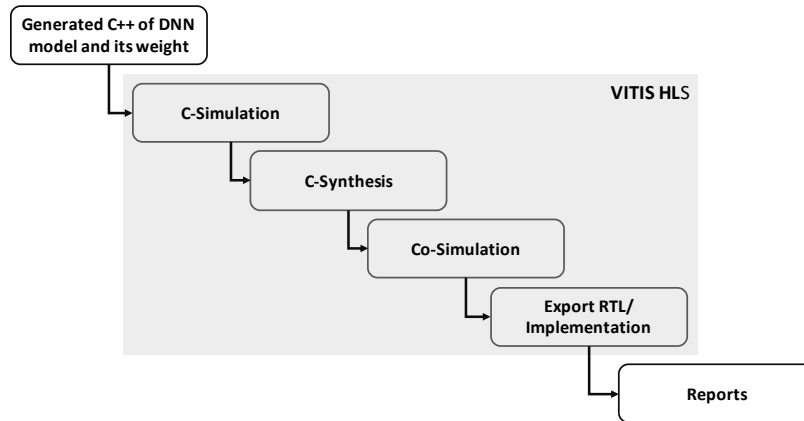 Generated C++ of DNN
model and its weight
VITIS HLS
C-Simulation
C-Synthesis
Co-Simulation
Export RTL/
Implementation
Reports